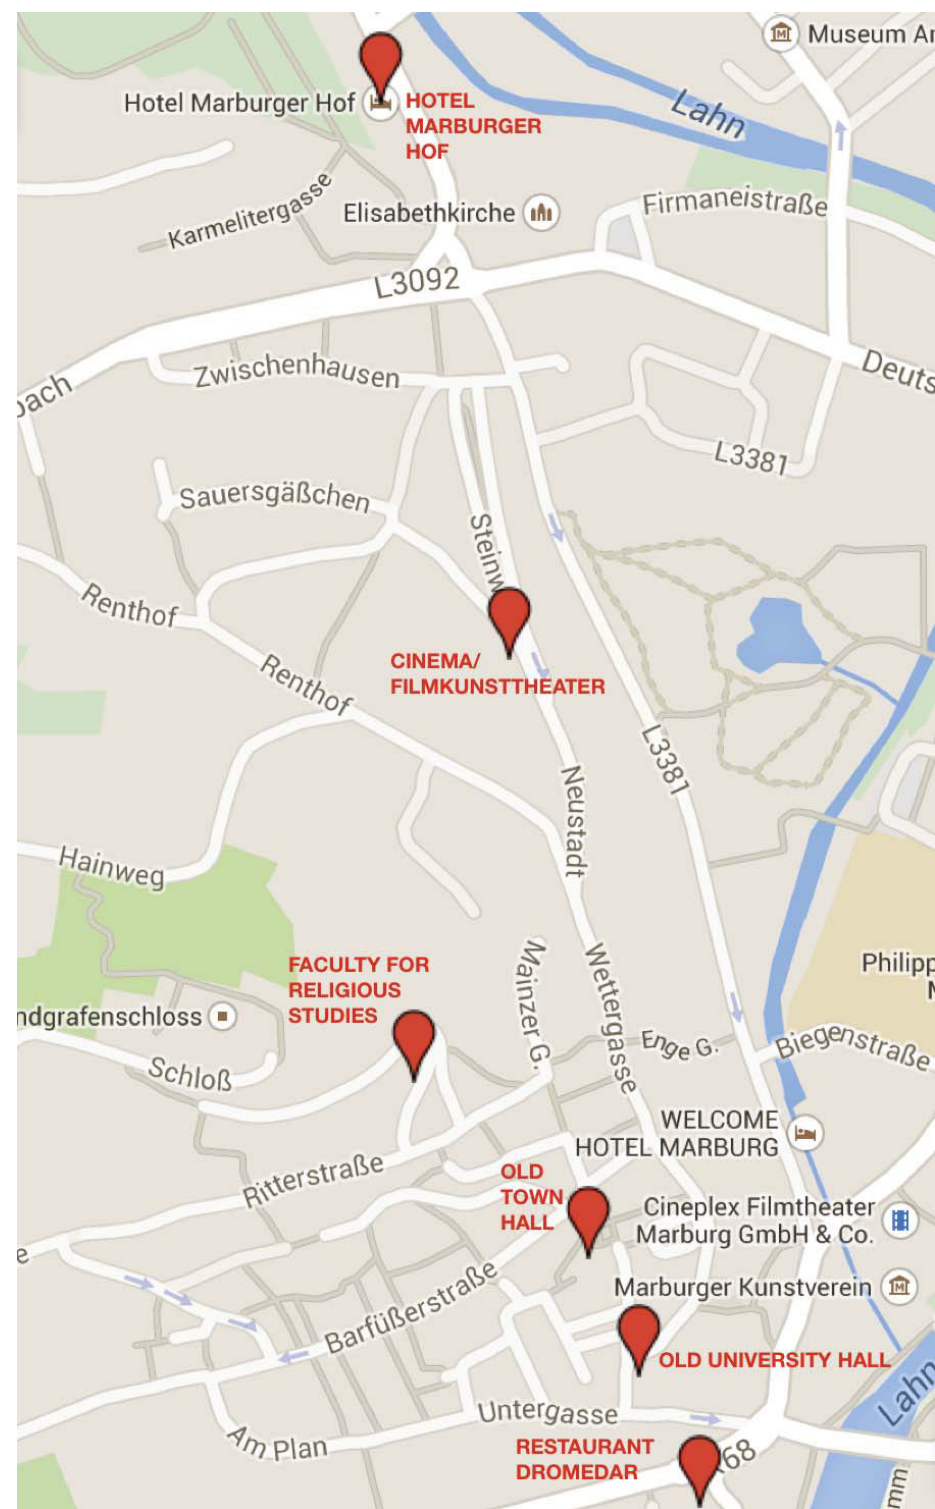 Museum Ar
Hotel Marburger Hof
HOTEL
MARBURGER
HOF
Lahn
Karmelitergasse
Elisabethkirche
Firmaneistraße
L3092
Zwischenhausen
bach
Deuts
L3381
Sauersgäßchen
Steinw
Renthof
CINEMA/
FILMKUNSTTHEATER
Renthof
L3381
Neustadt
Hainweg
FACULTY FOR
RELIGIOUS
STUDIES
Mainzer G.
Wettergasse
Philipp
M
ndgrafenschloss
Enge G.
Biegenstraße
Schloß
WELCOME
HOTEL MARBURG
Ritterstraße
OLD
TOWN
HALL
Cineplex Filmtheater
Marburg GmbH & Co.
e
Marburger Kunstverein
Barfüßerstraße
OLD UNIVERSITY HALL
Lahn
Untergasse
Am Plan
RESTAURANT
DROMEDAR
68
mm